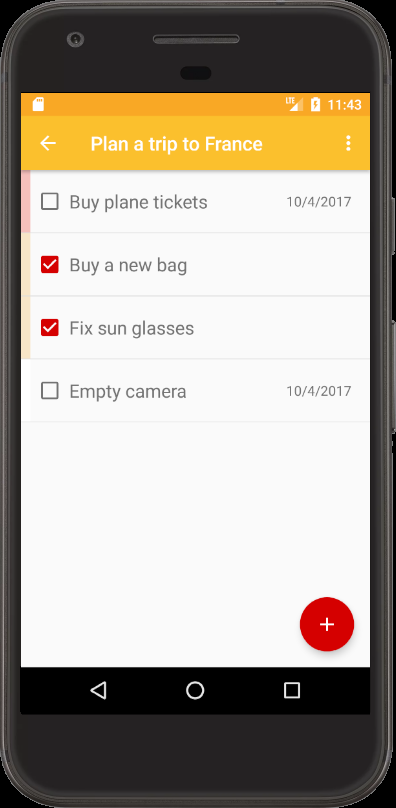 LTE 11:43
Plan a trip to France
Buy plane tickets 10/4/2017
Buy a new bag
Fix sun glasses
Empty camera 10/4/2017